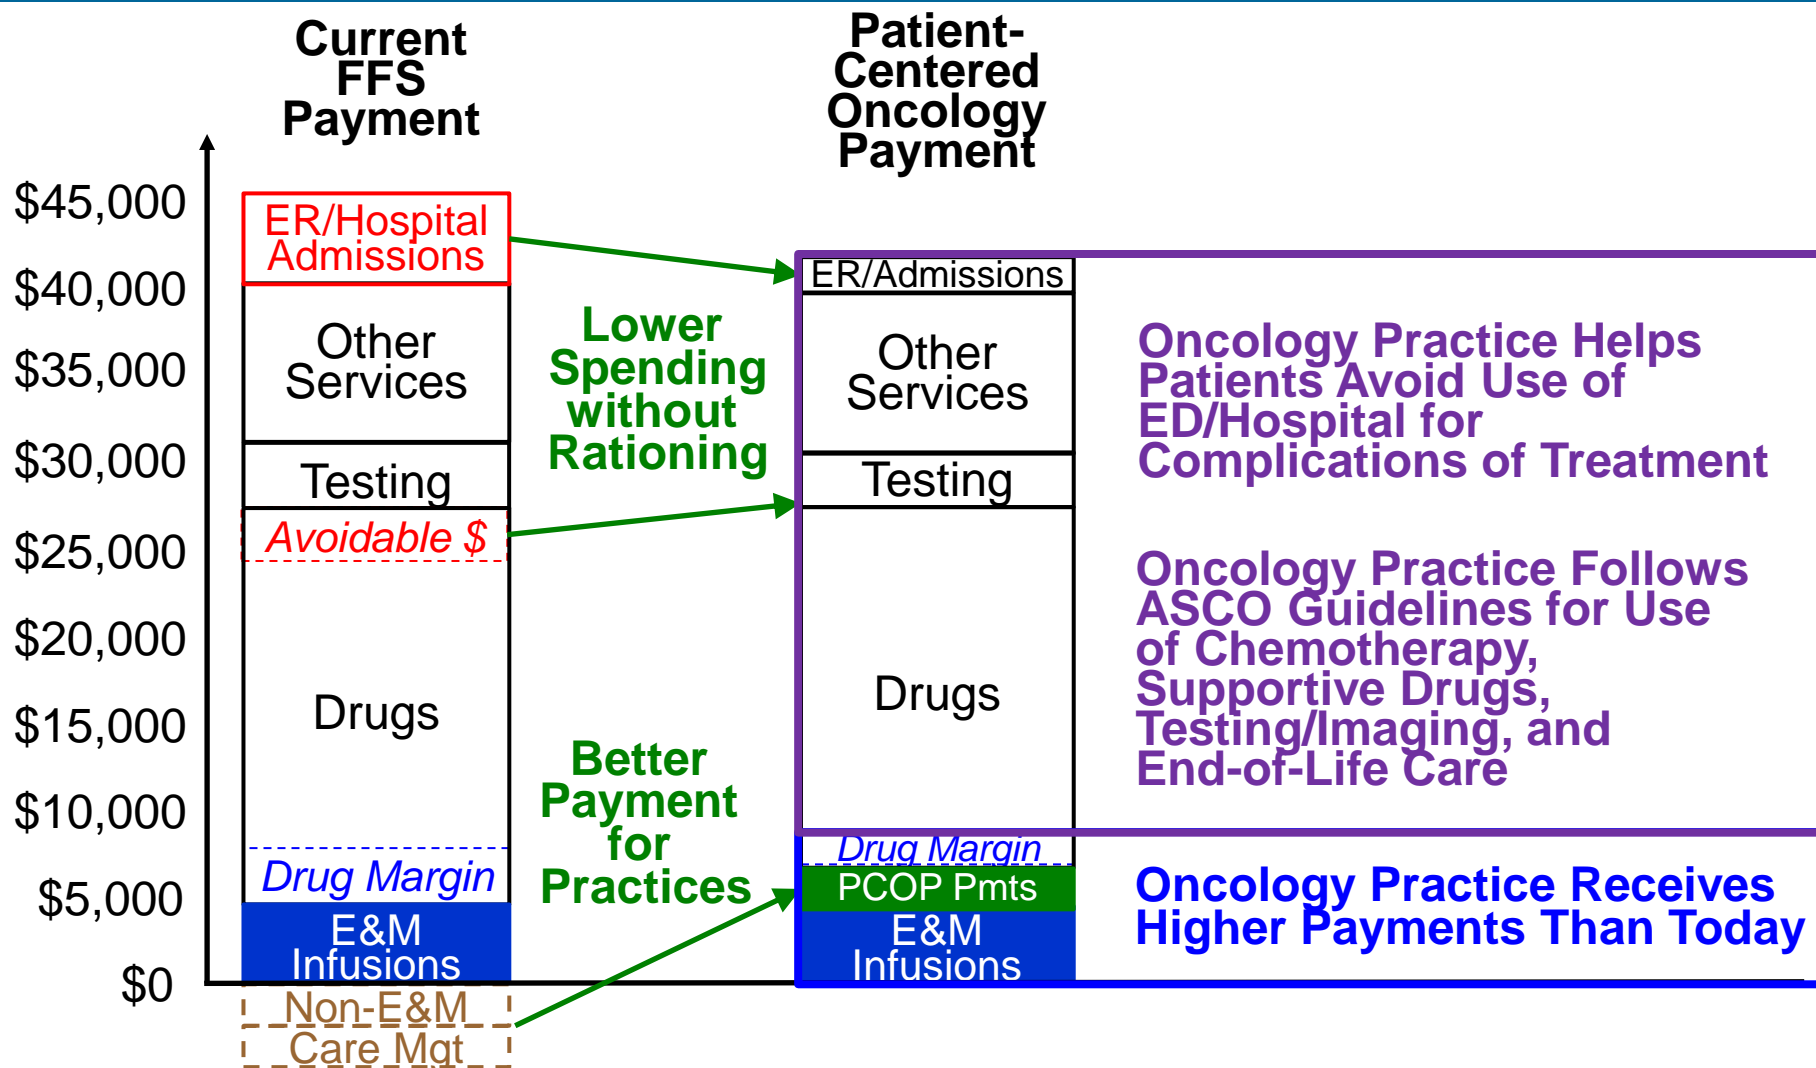 Current
FFS
Payment
Patient-
Centered
Oncology
Payment
$45,000
$40,000
$35,000
$30,000
$25,000
$20,000
$15,000
$10,000
$5,000
$0
ER/Hospital
Admissions
Other
Services
Testing
Avoidable $
Drugs
Drug Margin
E&M
Infusions
Non-E&M
Care Mgt
Lower
Spending
without
Rationing
Better
Payment
for
Practices
ER/Admissions
Other
Services
Testing
Drugs
Drug Margin
PCOP Pmts
E&M
Infusions
Oncology Practice Helps
Patients Avoid Use of
ED/Hospital for
Complications of Treatment
Oncology Practice Follows
ASCO Guidelines for Use
of Chemotherapy,
Supportive Drugs,
Testing/Imaging, and
End-of-Life Care
Oncology Practice Receives
Higher Payments Than Today